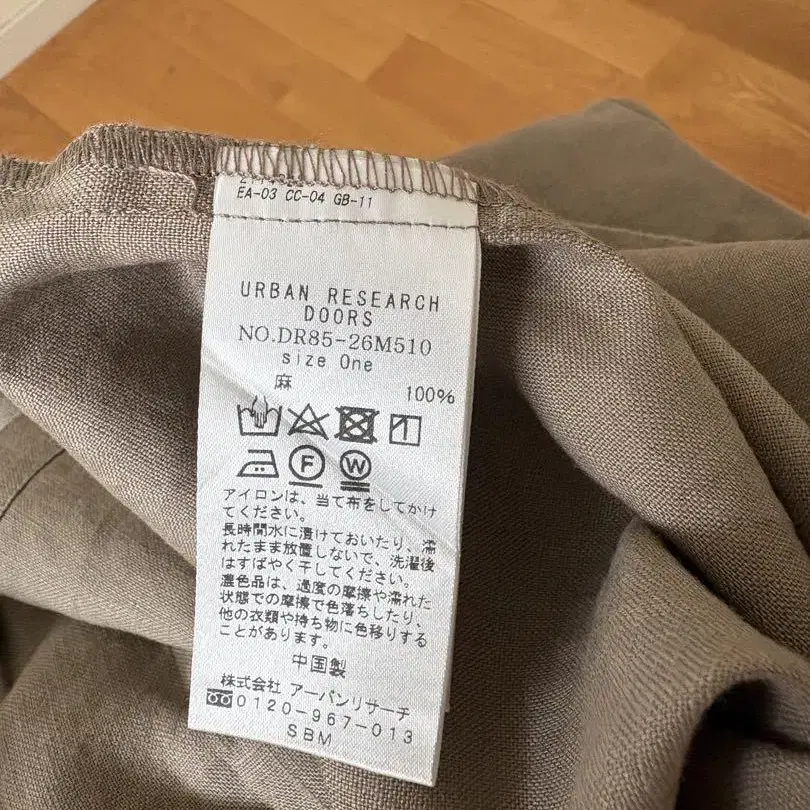 EA-03 CC-04 GB-11
URBAN RESEARCH
DOORS
NO.DR85-26M510
size One
麻 100%
F W
アイロンは、当て布をしてかけ
てください。
長時間水に漬けておいたり、濡
れたまま放置しないで、洗濯後
はすばやく干してください。
濃色品は、過度の摩擦や濡れた
状態での摩擦で色落ちしたり、
他の衣類や持ち物に色移りする
ことがあります。
中国製
株式会社 アーバンリサーチ
0120-967-013
SBM